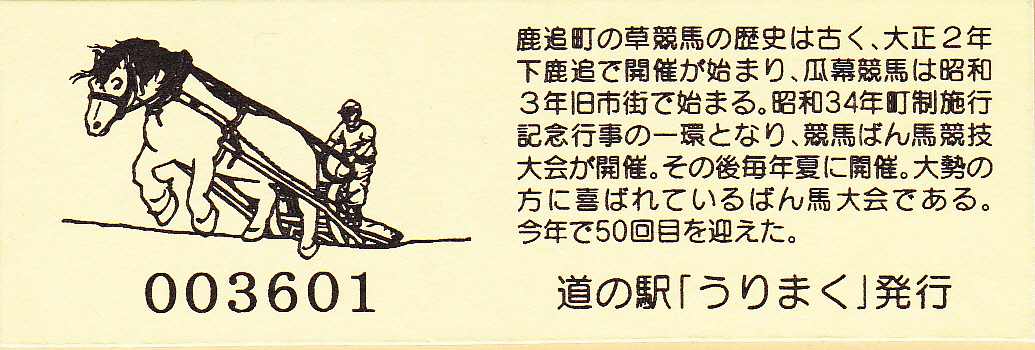 鹿追町の草競馬の歴史は古く、大正２年
下鹿追で開催が始まり、瓜幕競馬は昭和
３年旧市街で始まる。昭和34年町制施行
記念行事の一環となり、競馬ばん馬競技
大会が開催。その後毎年夏に開催。大勢の
方に喜ばれているばん馬大会である。
今年で50回目を迎えた。
003601
道の駅「うりまく」発行